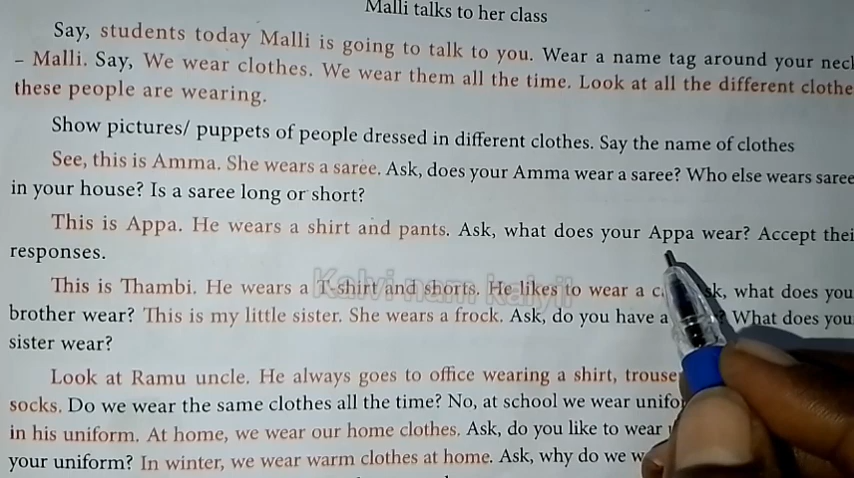 Malli talks to her class
Say, students today Malli is going to talk to you. Wear a name tag around your neck
– Malli. Say, We wear clothes. We wear them all the time. Look at all the different clothe
these people are wearing.
Show pictures/ puppets of people dressed in different clothes. Say the name of clothes
See, this is Amma. She wears a saree. Ask, does your Amma wear a saree? Who else wears saree
in your house? Is a saree long or short?
This is Appa. He wears a shirt and pants. Ask, what does your Appa wear? Accept thei
responses.
This is Thambi. He wears a T-shirt and shorts. He likes to wear a what does you
brother wear? This is my little sister. She wears a frock. Ask, do you have a What does you
sister wear?
Look at Ramu uncle. He always goes to office wearing a shirt,
socks. Do we wear the same clothes all the time? No, at school we wear
in his uniform. At home, we wear our home clothes. Ask, do you like to wear
your uniform? In winter, we wear warm clothes at home. Ask, why do we
Kalvi nam kaiyil